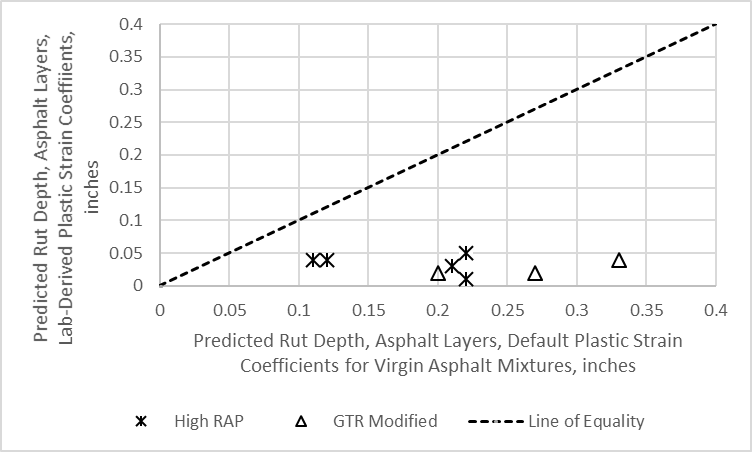 Predicted Rut Depth, Asphalt Layers,
Lab-Derived Plastic Strain Coeffiients,
inches
0.4
0.35
0.3
0.25
0.2
0.15
0.1
0.05
0
0 0.05 0.1 0.15 0.2 0.25 0.3 0.35 0.4
Predicted Rut Depth, Asphalt Layers, Default Plastic Strain
Coefficients for Virgin Asphalt Mixtures, inches
High RAP GTR Modified Line of Equality